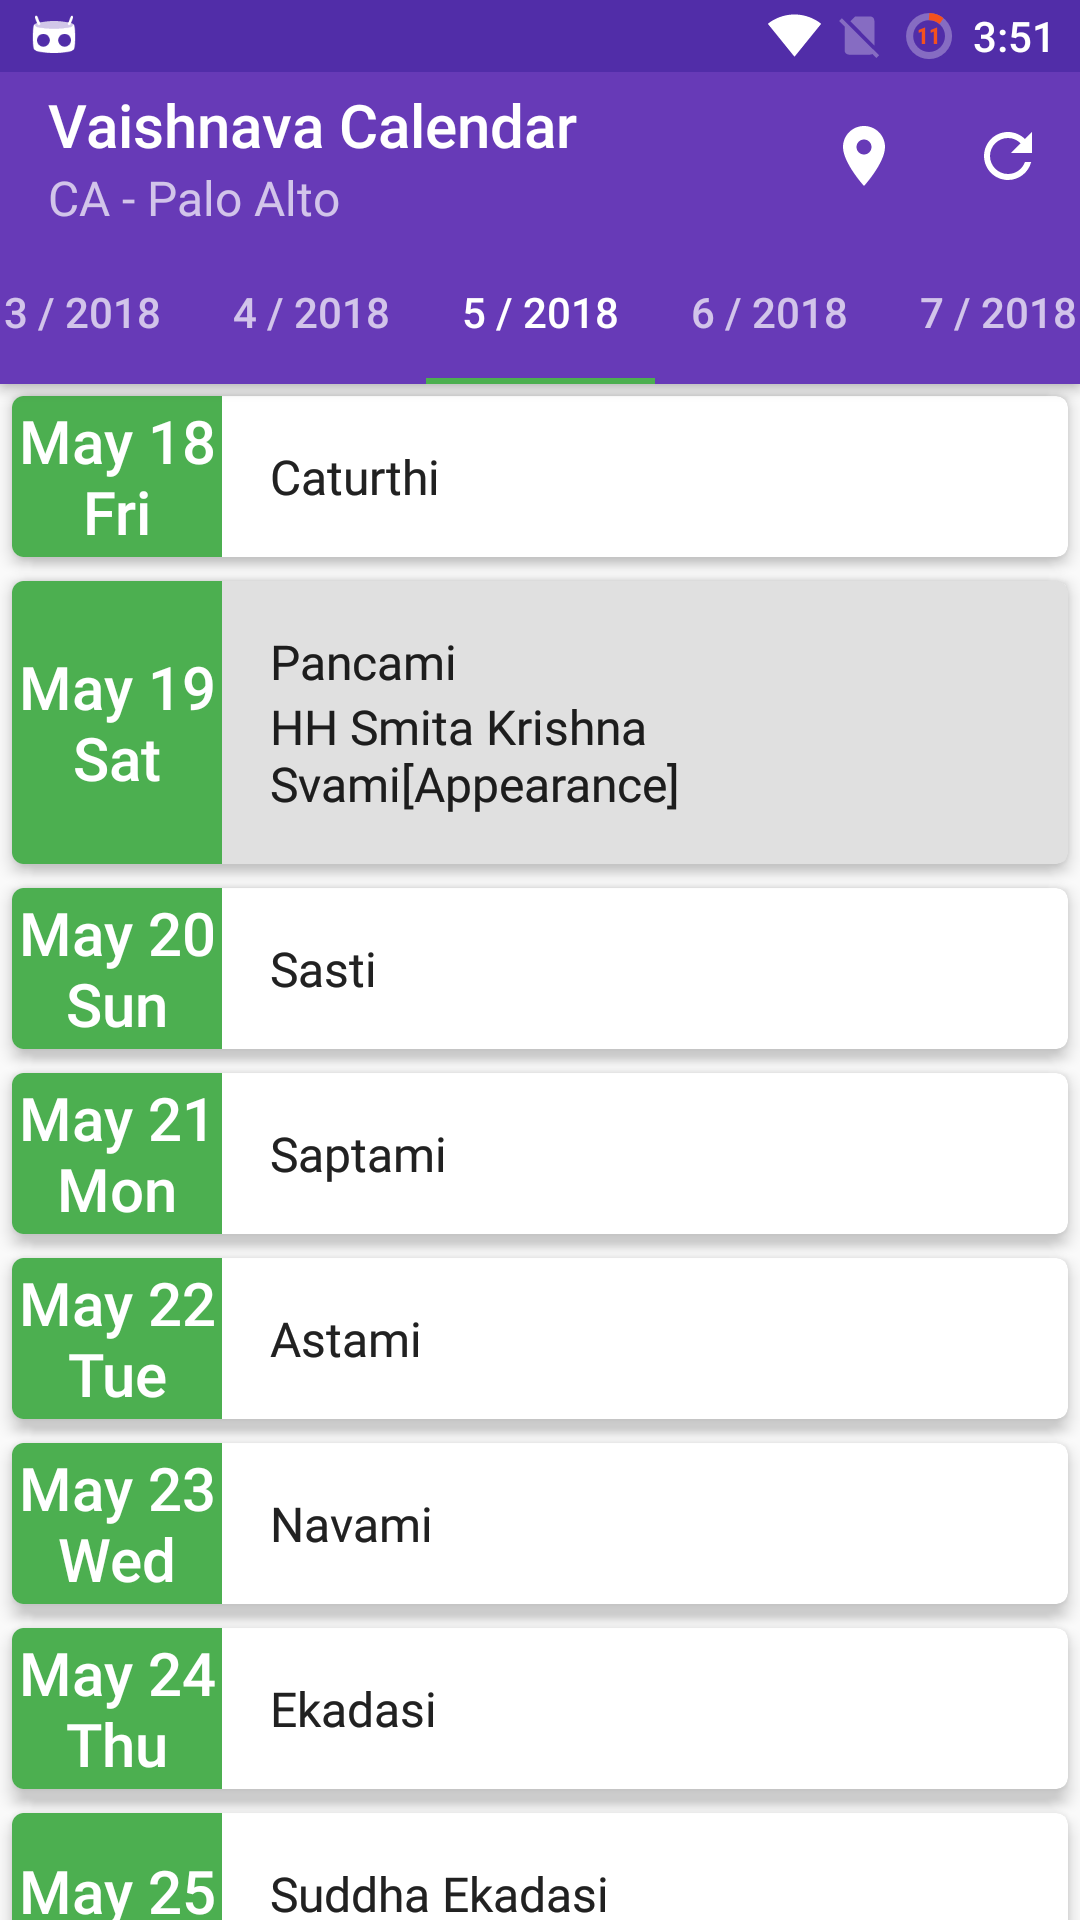 11 3:51
Vaishnava Calendar
CA - Palo Alto
3 / 2018 4 / 2018 5 / 2018 6 / 2018 7 / 2018
May 18
Fri
Caturthi
May 19
Sat
Pancami
HH Smita Krishna
Svami[Appearance]
May 20
Sun
Sasti
May 21
Mon
Saptami
May 22
Tue
Astami
May 23
Wed
Navami
May 24
Thu
Ekadasi
May 25
Suddha Ekadasi